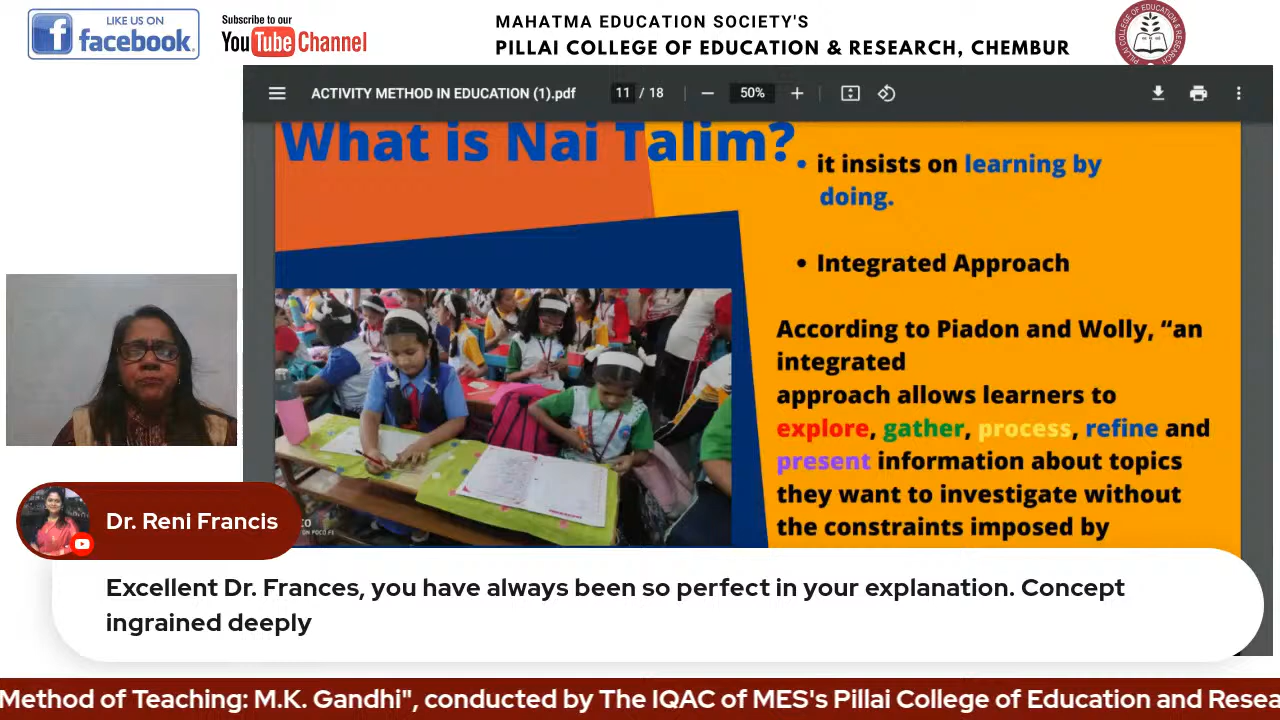 LIKE US ON
facebook.
Subscribe to our
YouTube Channel
MAHATMA EDUCATION SOCIETY'S
PILLAI COLLEGE OF EDUCATION & RESEARCH, CHEMBUR
PILLAI COLLEGE OF EDUCATION & RESEARCH
ACTIVITY METHOD IN EDUCATION (1).pdf
11 / 18
50%
What is Nai Talim?
• it insists on learning by
doing.
• Integrated Approach
According to Piadon and Wolly, “an
integrated
approach allows learners to
explore, gather, process, refine and
present information about topics
they want to investigate without
the constraints imposed by
Dr. Reni Francis
Excellent Dr. Frances, you have always been so perfect in your explanation. Concept
ingrained deeply
Method of Teaching: M.K. Gandhi", conducted by The IQAC of MES's Pillai College of Education and Resea